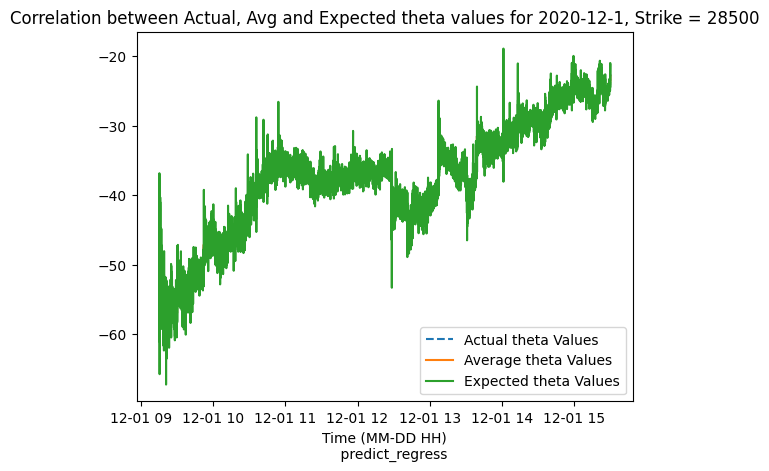 Correlation between Actual, Avg and Expected theta values for 2020-12-1, Strike = 28500
−20
−30
−40
−50
−60
Actual theta Values
Average theta Values
Expected theta Values
12-01 09 12-01 10 12-01 11 12-01 12 12-01 13 12-01 14 12-01 15
Time (MM-DD HH)
predict_regress